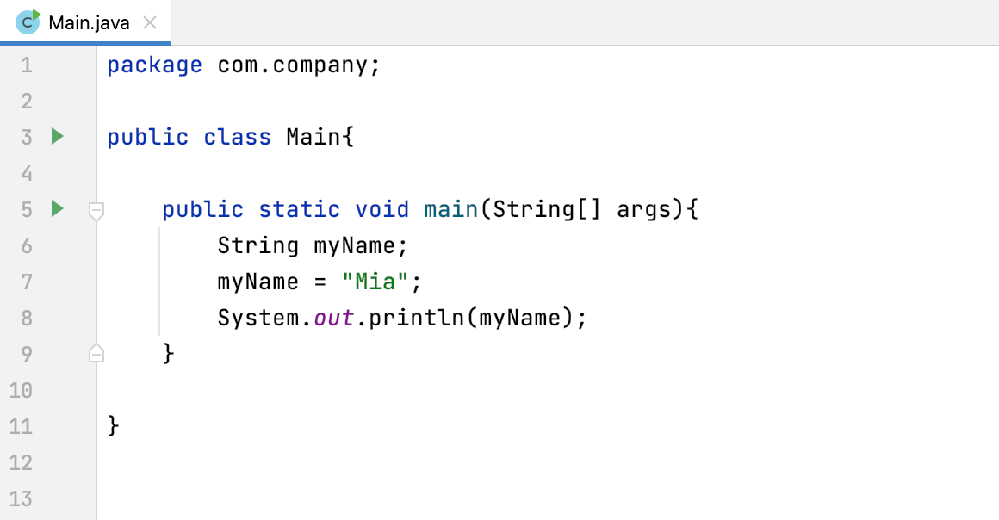 C Main.java
1 package com.company;
2
3 public class Main{
4
5     public static void main(String[] args){
6         String myName;
7         myName = "Mia";
8         System.out.println(myName);
9     }
10
11 }
12
13